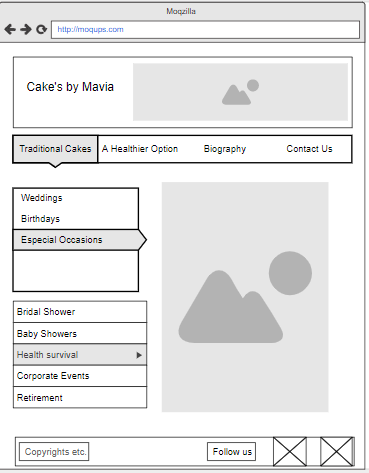 Moqzilla
http://moqups.com
Cake's by Mavia
Traditional Cakes A Healthier Option Biography Contact Us
Weddings
Birthdays
Especial Occasions
Bridal Shower
Baby Showers
Health survival
Corporate Events
Retirement
Copyrights etc. Follow us